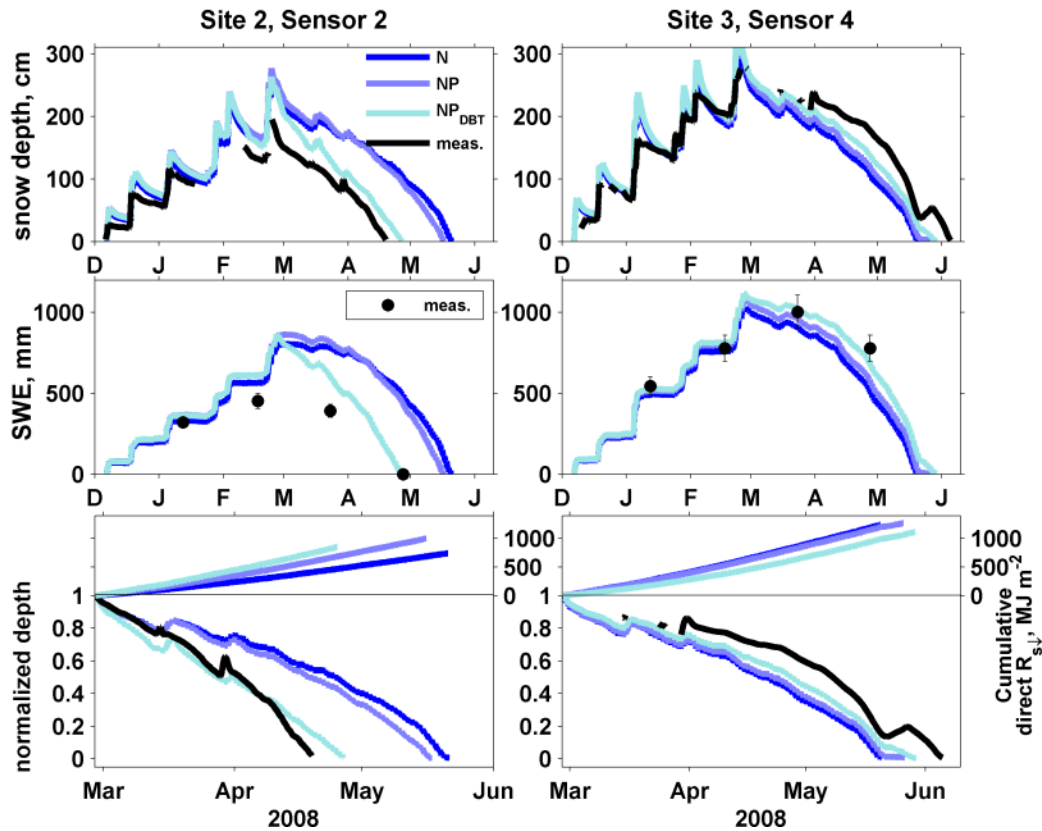 Site 2, Sensor 2
Site 3, Sensor 4
snow depth, cm
300
200
100
0
N
NP
NP_DBT
meas.
D J F M A M J
300
200
100
0
D J F M A M J
SWE, mm
1000
500
0
meas.
D J F M A M J
1000
500
0
D J F M A M J
normalized depth
1
0.8
0.6
0.4
0.2
0
1000
500
0
Mar Apr May Jun
2008
1
0.8
0.6
0.4
0.2
0
1000
500
0
Cumulative
direct R_s↓, MJ m⁻²
Mar Apr May Jun
2008